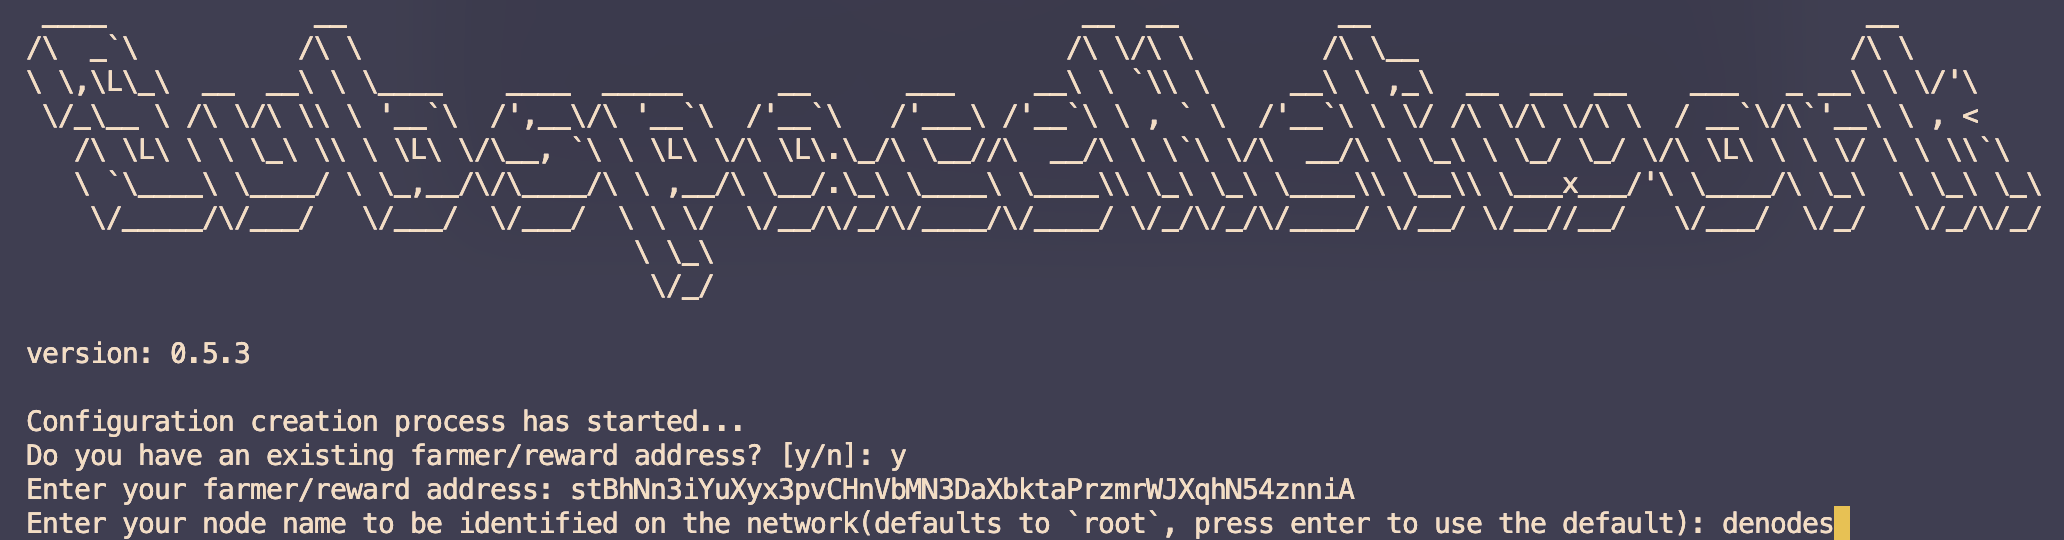 SubspaceNetwork
version: 0.5.3
Configuration creation process has started...
Do you have an existing farmer/reward address? [y/n]: y
Enter your farmer/reward address: stBhNn3iYuXyx3pvCHnVbMN3DaXbktaPrzmrWJXqhN54znniA
Enter your node name to be identified on the network(defaults to `root`, press enter to use the default): denodes